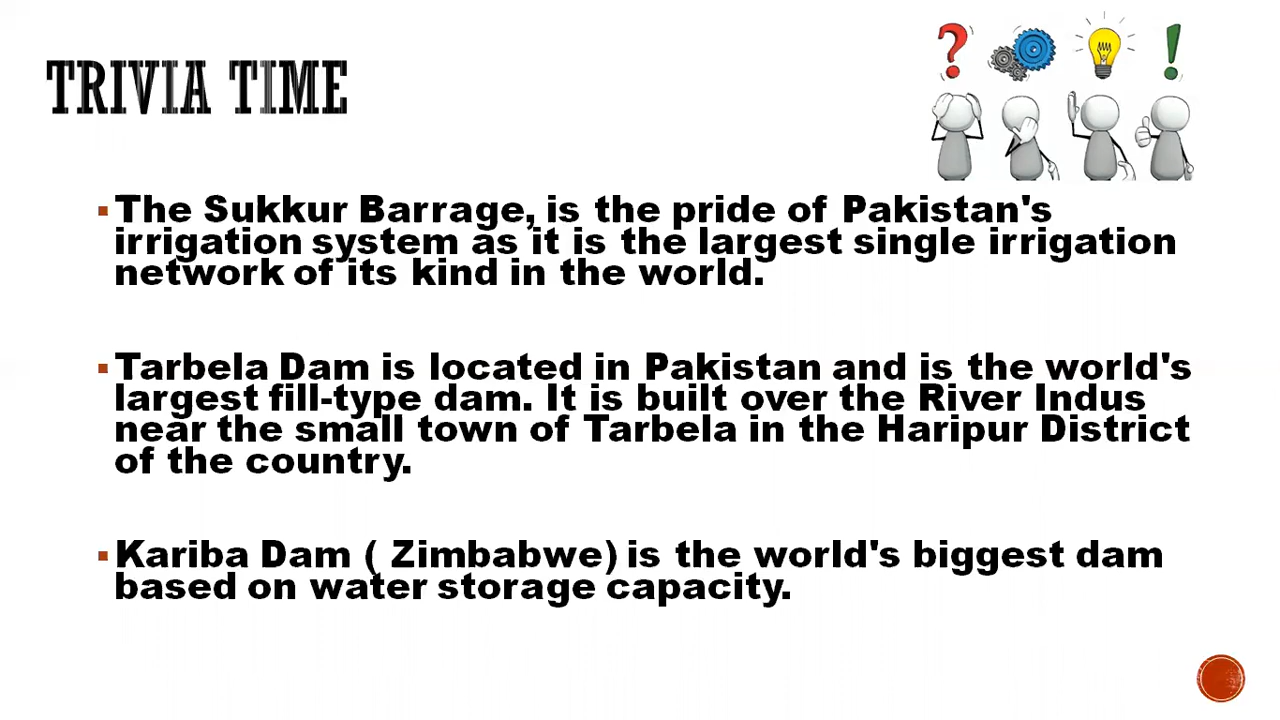 TRIVIA TIME
▪The Sukkur Barrage, is the pride of Pakistan's
irrigation system as it is the largest single irrigation
network of its kind in the world.
▪Tarbela Dam is located in Pakistan and is the world's
largest fill-type dam. It is built over the River Indus
near the small town of Tarbela in the Haripur District
of the country.
▪Kariba Dam ( Zimbabwe) is the world's biggest dam
based on water storage capacity.